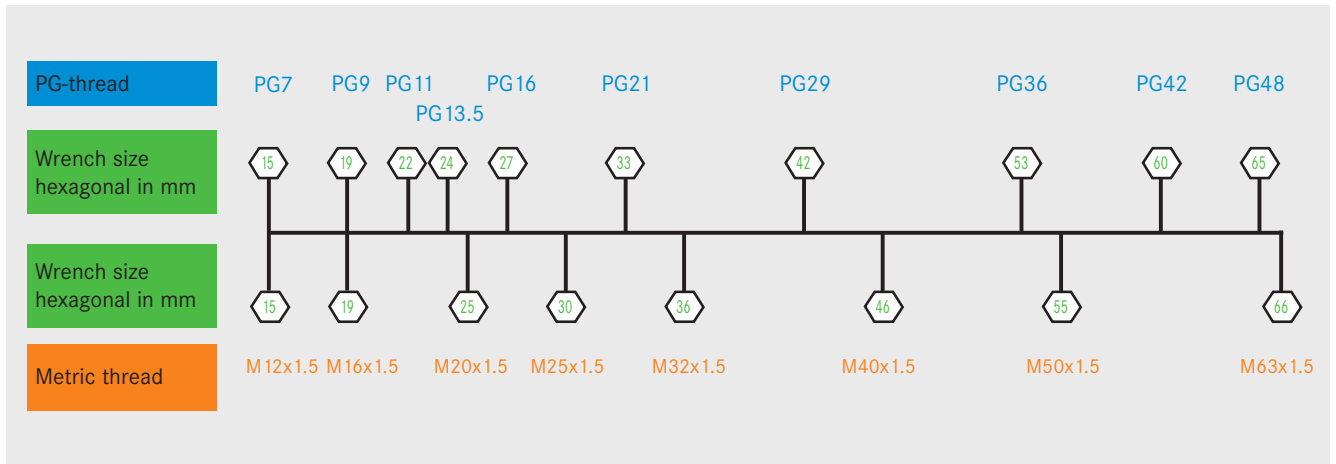 PG-thread
PG7 PG9 PG11 PG16 PG21 PG29 PG36 PG42 PG48
PG13.5
Wrench size
hexagonal in mm
15 19 22 24 27 33 42 53 60 65
Wrench size
hexagonal in mm
15 19 25 30 36 46 55 66
Metric thread
M12x1.5 M16x1.5 M20x1.5 M25x1.5 M32x1.5 M40x1.5 M50x1.5 M63x1.5